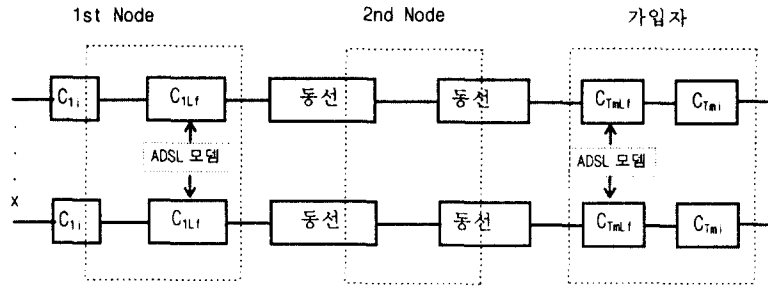 1st Node 2nd Node 가입자
C1i C1Lf 동선 동선 CTmLf CTmi
ADSL 모뎀 ADSL 모뎀
x
C1i C1Lf 동선 동선 CTmLf CTmi